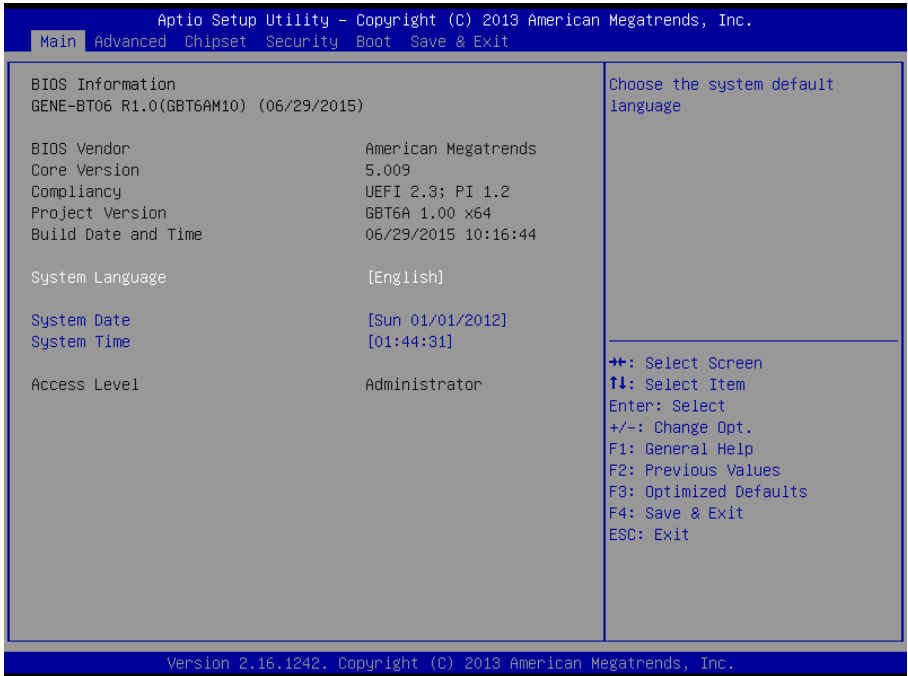 Aptio Setup Utility – Copyright (C) 2013 American Megatrends, Inc.
Main Advanced Chipset Security Boot Save & Exit
BIOS Information
GENE-BT06 R1.0(GBT6AM10) (06/29/2015)
BIOS Vendor American Megatrends
Core Version 5.009
Compliancy UEFI 2.3; PI 1.2
Project Version GBT6A 1.00 x64
Build Date and Time 06/29/2015 10:16:44
System Language [English]
System Date [Sun 01/01/2012]
System Time [01:44:31]
Access Level Administrator
Choose the system default
language
→←: Select Screen
↑↓: Select Item
Enter: Select
+/-: Change Opt.
F1: General Help
F2: Previous Values
F3: Optimized Defaults
F4: Save & Exit
ESC: Exit
Version 2.16.1242. Copyright (C) 2013 American Megatrends, Inc.